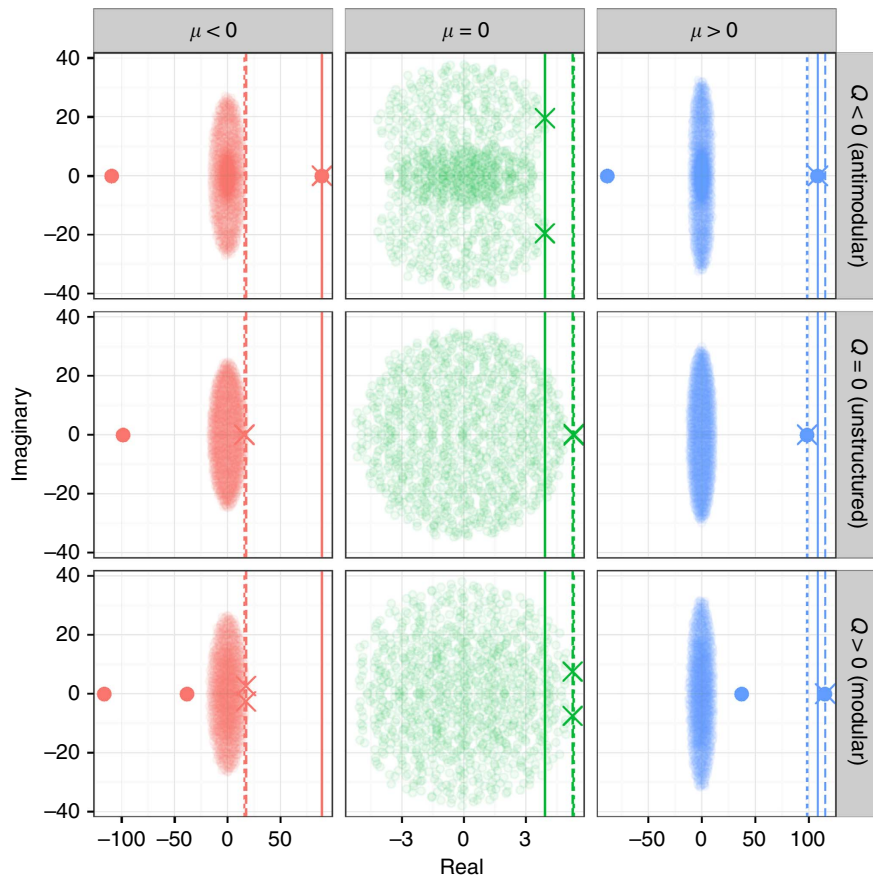 μ < 0
μ = 0
μ > 0
40
20
0
−20
−40
Q < 0 (antimodular)
40
20
0
−20
−40
Q = 0 (unstructured)
40
20
0
−20
−40
Q > 0 (modular)
Imaginary
−100 −50 0 50
−3 0 3
−50 0 50 100
Real